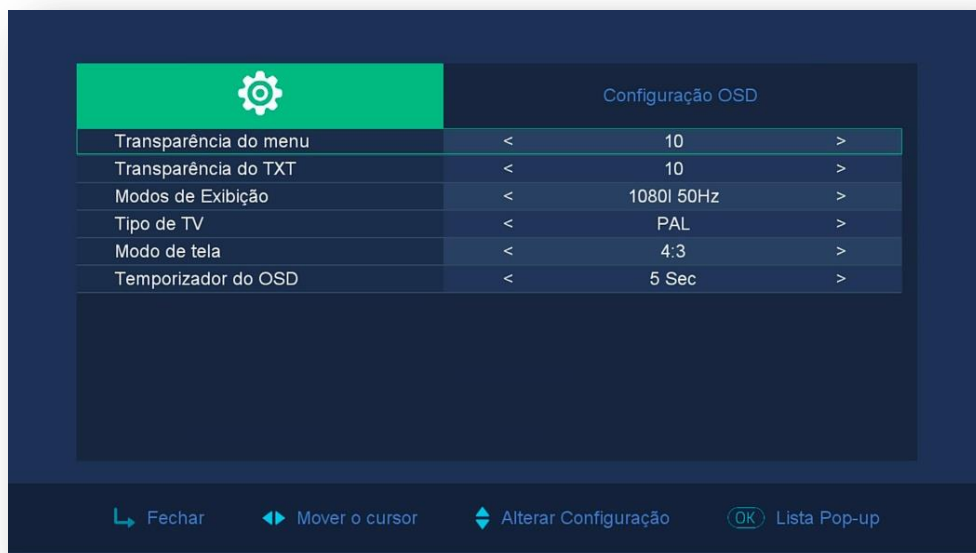 Configuração OSD
Transparência do menu < 10 >
Transparência do TXT < 10 >
Modos de Exibição < 1080I 50Hz >
Tipo de TV < PAL >
Modo de tela < 4:3 >
Temporizador do OSD < 5 Sec >
Fechar Mover o cursor Alterar Configuração OK Lista Pop-up